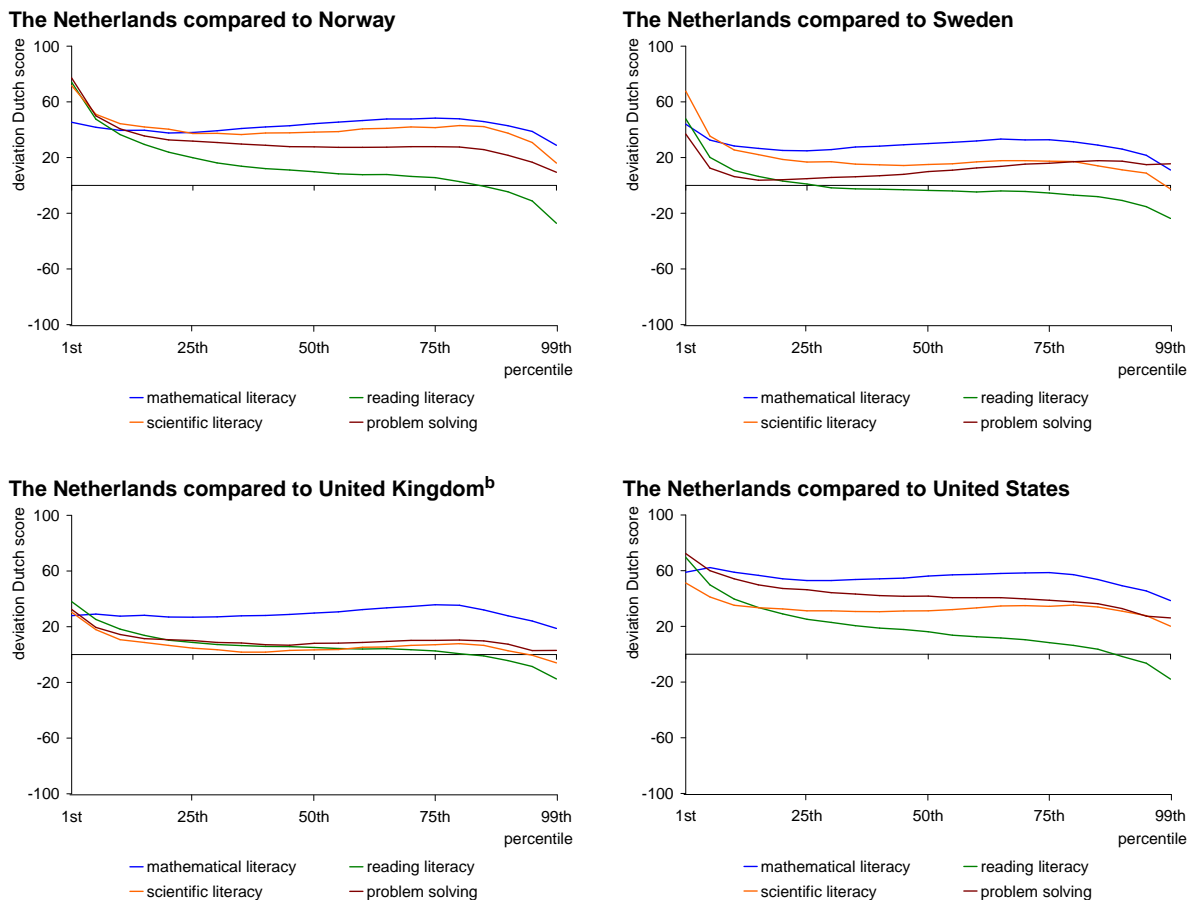 The Netherlands compared to Norway
deviation Dutch score
100
60
20
-20
-60
-100
1st 25th 50th 75th 99th
percentile
mathematical literacy reading literacy
scientific literacy problem solving
The Netherlands compared to Sweden
deviation Dutch score
100
60
20
-20
-60
-100
1st 25th 50th 75th 99th
percentile
mathematical literacy reading literacy
scientific literacy problem solving
The Netherlands compared to United Kingdomb
deviation Dutch score
100
60
20
-20
-60
-100
1st 25th 50th 75th 99th
percentile
mathematical literacy reading literacy
scientific literacy problem solving
The Netherlands compared to United States
deviation Dutch score
100
60
20
-20
-60
-100
1st 25th 50th 75th 99th
percentile
mathematical literacy reading literacy
scientific literacy problem solving